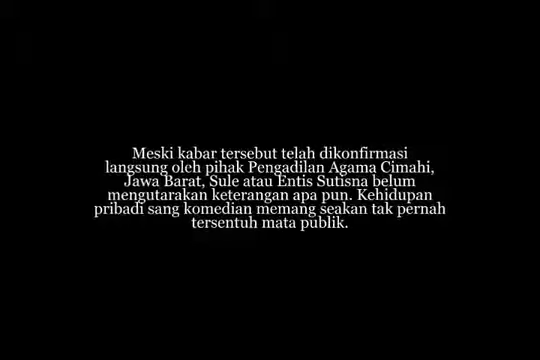 Meski kabar tersebut telah dikonfirmasi
langsung oleh pihak Pengadilan Agama Cimahi,
Jawa Barat, Sule atau Entis Sutisna belum
mengutarakan keterangan apa pun. Kehidupan
pribadi sang komedian memang seakan tak pernah
tersentuh mata publik.